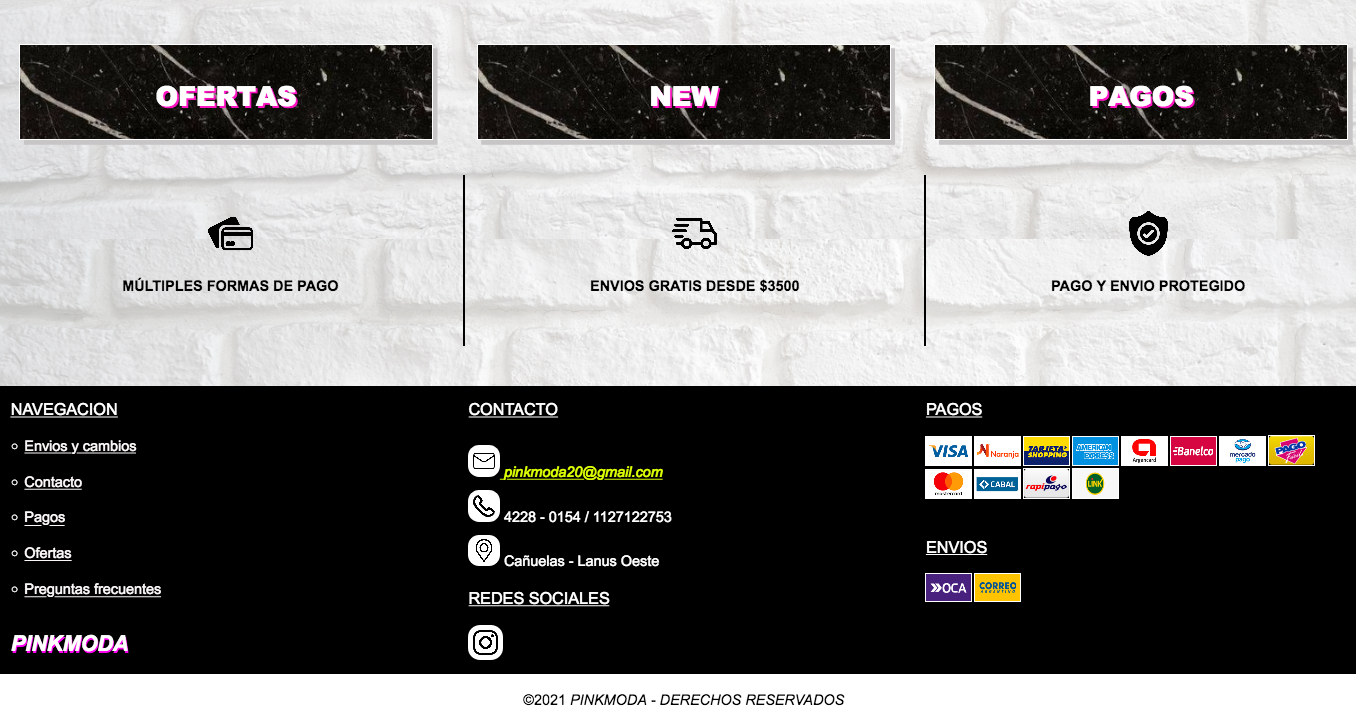 OFERTAS
NEW
PAGOS
MÚLTIPLES FORMAS DE PAGO
ENVIOS GRATIS DESDE $3500
PAGO Y ENVIO PROTEGIDO
NAVEGACION
Envios y cambios
Contacto
Pagos
Ofertas
Preguntas frecuentes
PINKMODA
CONTACTO
pinkmoda20@gmail.com
4228 - 0154 / 1127122753
Cañuelas - Lanus Oeste
REDES SOCIALES
PAGOS
VISA
Naranja
TARJETA SHOPPING
AMERICAN EXPRESS
Argencard
Banelco
mercado pago
PAGO fácil
mastercard
CABAL
rapipago
LINK
ENVIOS
OCA
CORREO ARGENTINO
©2021 PINKMODA - DERECHOS RESERVADOS